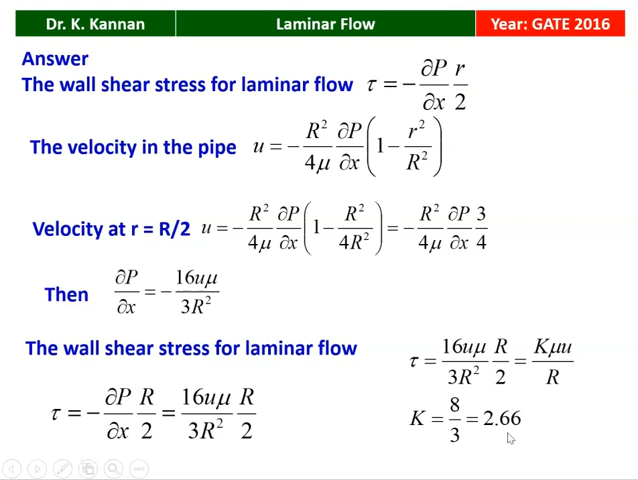 Dr. K. Kannan Laminar Flow Year: GATE 2016
Answer
The wall shear stress for laminar flow τ = −∂P/∂x r/2
The velocity in the pipe u = −R²/4μ ∂P/∂x (1 − r²/R²)
Velocity at r = R/2 u = −R²/4μ ∂P/∂x (1 − R²/4R²) = −R²/4μ ∂P/∂x 3/4
Then ∂P/∂x = −16uμ/3R²
The wall shear stress for laminar flow
τ = −∂P/∂x R/2 = 16uμ/3R² R/2
τ = 16uμ/3R² R/2 = Kμu/R
K = 8/3 = 2.66